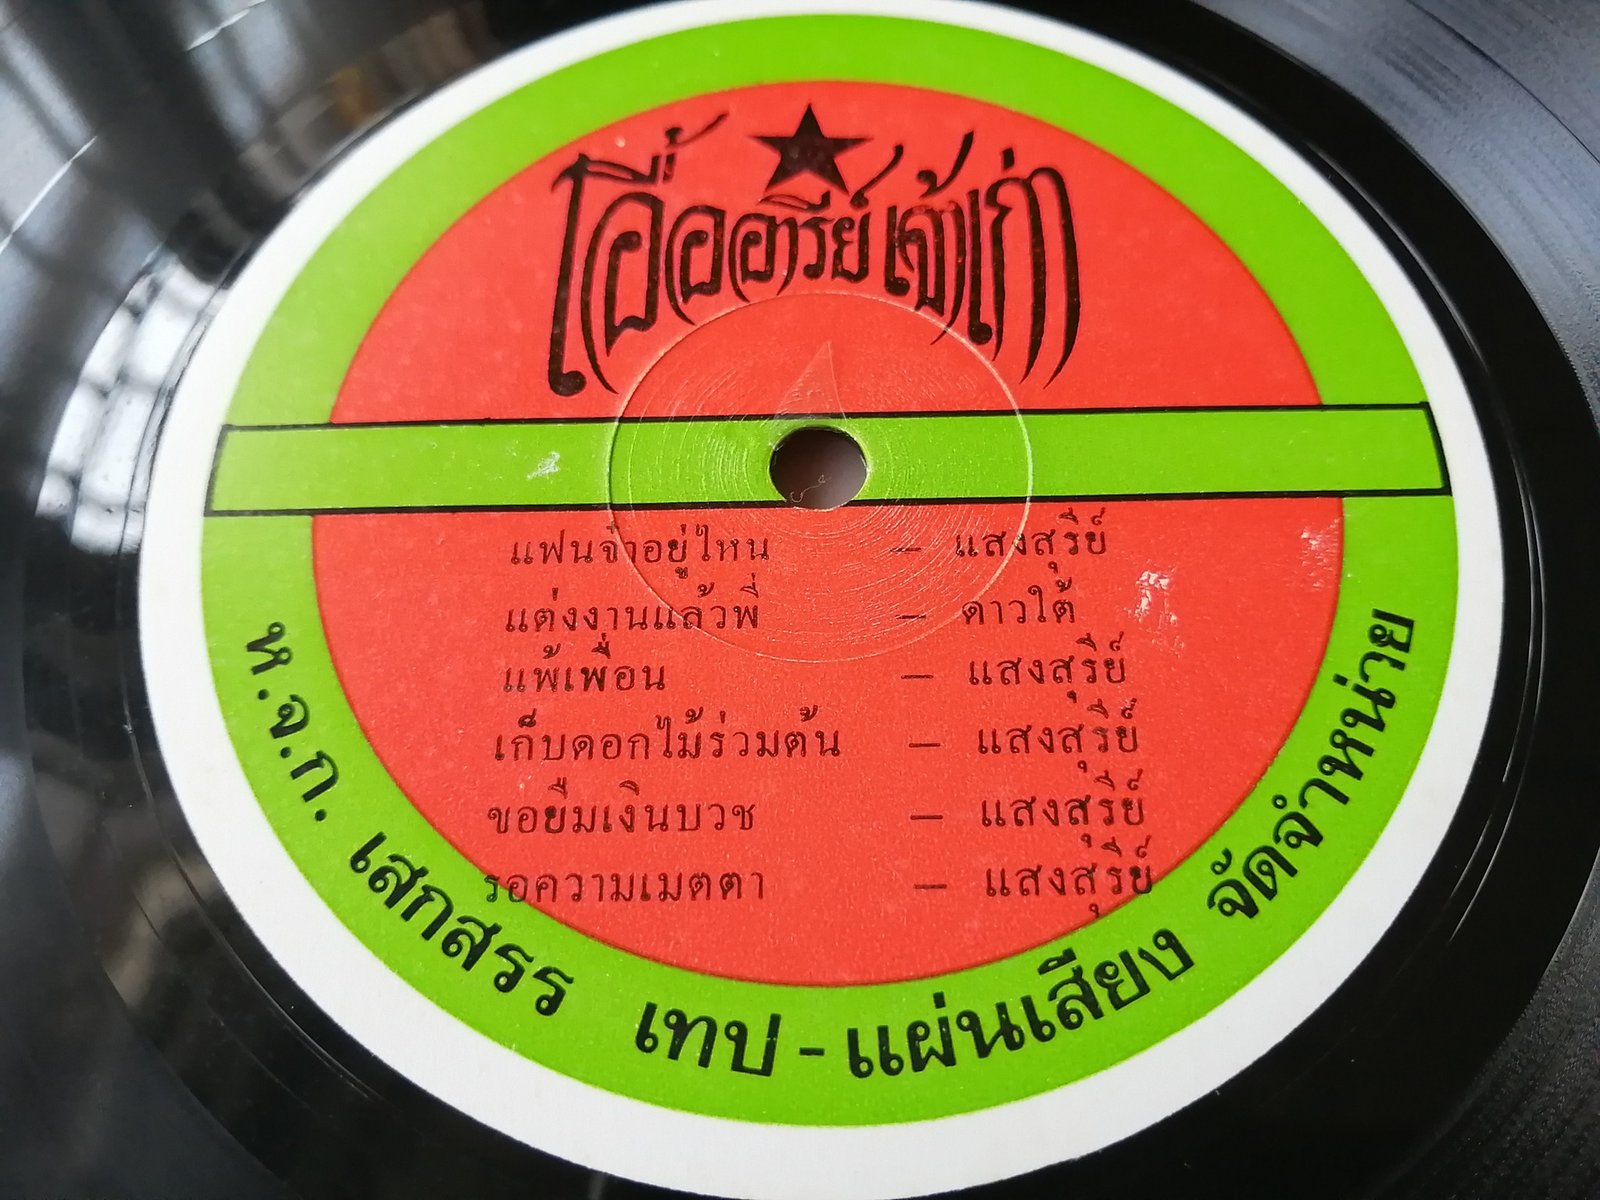 โอื้ออารีย์ เจ้าเก่า
แฟนจ๋าอยู่ไหน — แสงสุรีย์
แต่งงานแล้วพี่ — ดาวใต้
แพ้เพื่อน — แสงสุรีย์
เก็บดอกไม้ร่วมต้น — แสงสุรีย์
ขอยืมเงินบวช — แสงสุรีย์
รอความเมตตา — แสงสุรีย์
ห.จ.ก. เสกสรร เทป - แผ่นเสียง จัดจำหน่วย